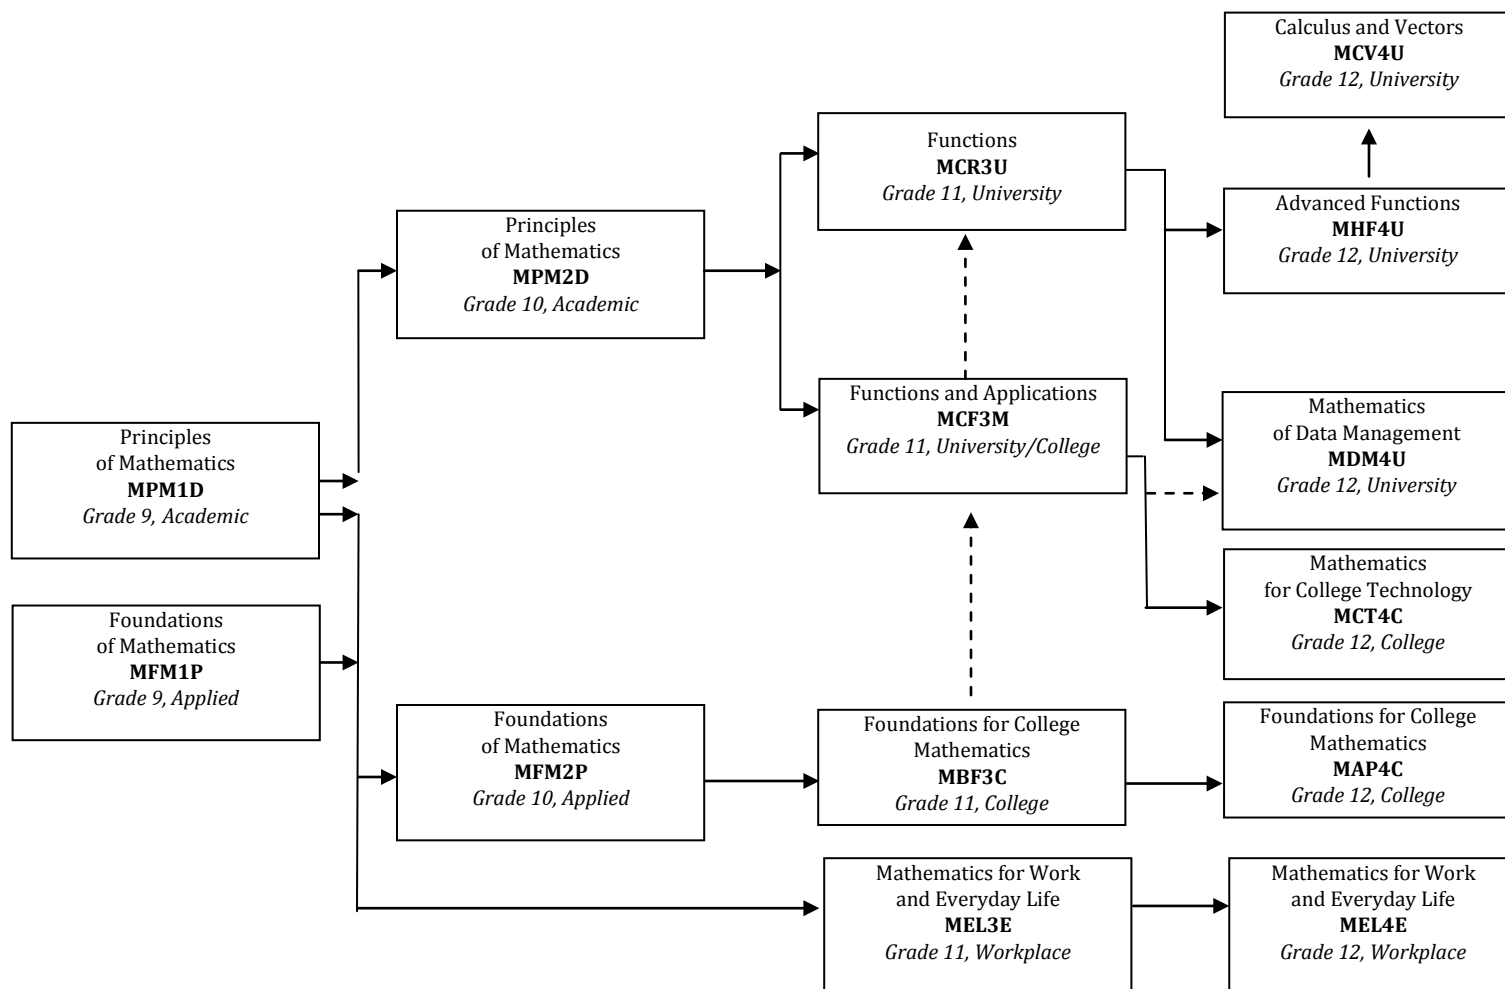 Principles
of Mathematics
MPM1D
Grade 9, Academic
Foundations
of Mathematics
MFM1P
Grade 9, Applied
Principles
of Mathematics
MPM2D
Grade 10, Academic
Foundations
of Mathematics
MFM2P
Grade 10, Applied
Functions
MCR3U
Grade 11, University
Functions and Applications
MCF3M
Grade 11, University/College
Foundations for College
Mathematics
MBF3C
Grade 11, College
Mathematics for Work
and Everyday Life
MEL3E
Grade 11, Workplace
Calculus and Vectors
MCV4U
Grade 12, University
Advanced Functions
MHF4U
Grade 12, University
Mathematics
of Data Management
MDM4U
Grade 12, University
Mathematics
for College Technology
MCT4C
Grade 12, College
Foundations for College
Mathematics
MAP4C
Grade 12, College
Mathematics for Work
and Everyday Life
MEL4E
Grade 12, Workplace